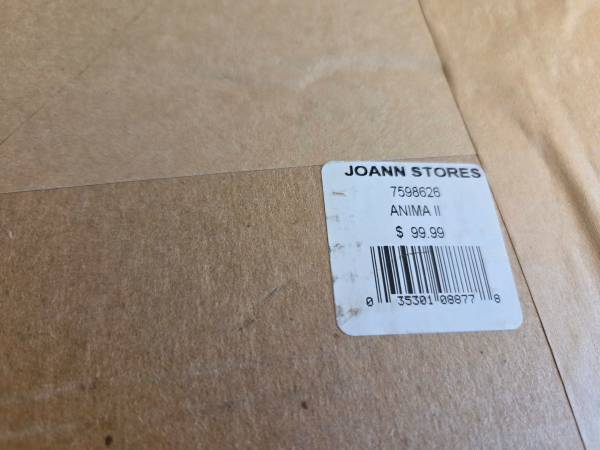 JOANN STORES
7598626
ANIMA II
$ 99.99
0 35301 08877 8